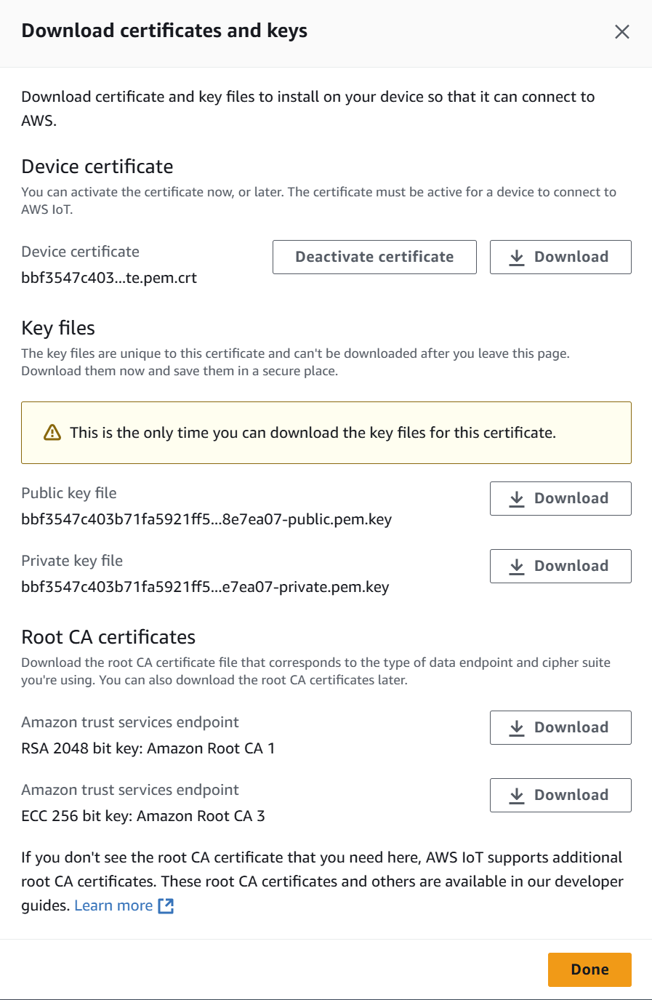 Download certificates and keys
Download certificate and key files to install on your device so that it can connect to
AWS.
Device certificate
You can activate the certificate now, or later. The certificate must be active for a device to connect to
AWS IoT.
Device certificate
bbf3547c403...te.pem.crt
Deactivate certificate
Download
Key files
The key files are unique to this certificate and can't be downloaded after you leave this page.
Download them now and save them in a secure place.
This is the only time you can download the key files for this certificate.
Public key file
bbf3547c403b71fa5921ff5...8e7ea07-public.pem.key
Download
Private key file
bbf3547c403b71fa5921ff5...e7ea07-private.pem.key
Download
Root CA certificates
Download the root CA certificate file that corresponds to the type of data endpoint and cipher suite
you're using. You can also download the root CA certificates later.
Amazon trust services endpoint
RSA 2048 bit key: Amazon Root CA 1
Download
Amazon trust services endpoint
ECC 256 bit key: Amazon Root CA 3
Download
If you don't see the root CA certificate that you need here, AWS IoT supports additional
root CA certificates. These root CA certificates and others are available in our developer
guides. Learn more
Done